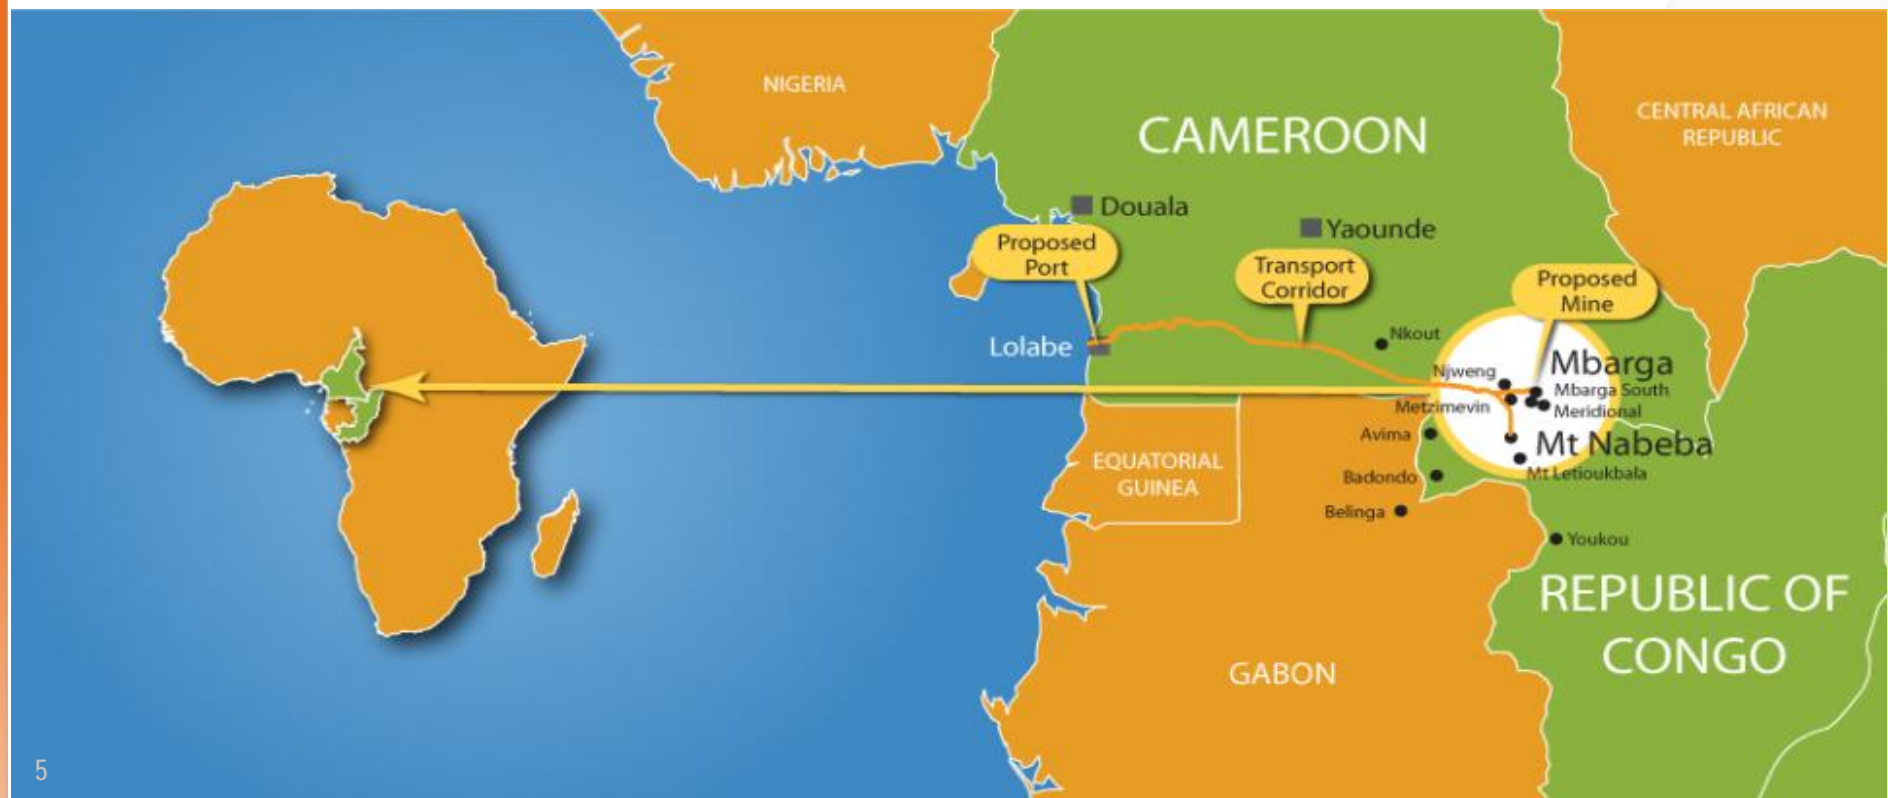 NIGERIA
CAMEROON
CENTRAL AFRICAN
REPUBLIC
Douala
Yaounde
Proposed
Port
Transport
Corridor
Proposed
Mine
Lolabe
Nkout
Njweng
Mbarga
Mbarga South
Metzimevin
Meridional
Avima
Mt Nabeba
EQUATORIAL
GUINEA
Badondo
Mt Letioukbala
Belinga
Youkou
REPUBLIC OF
CONGO
GABON
5